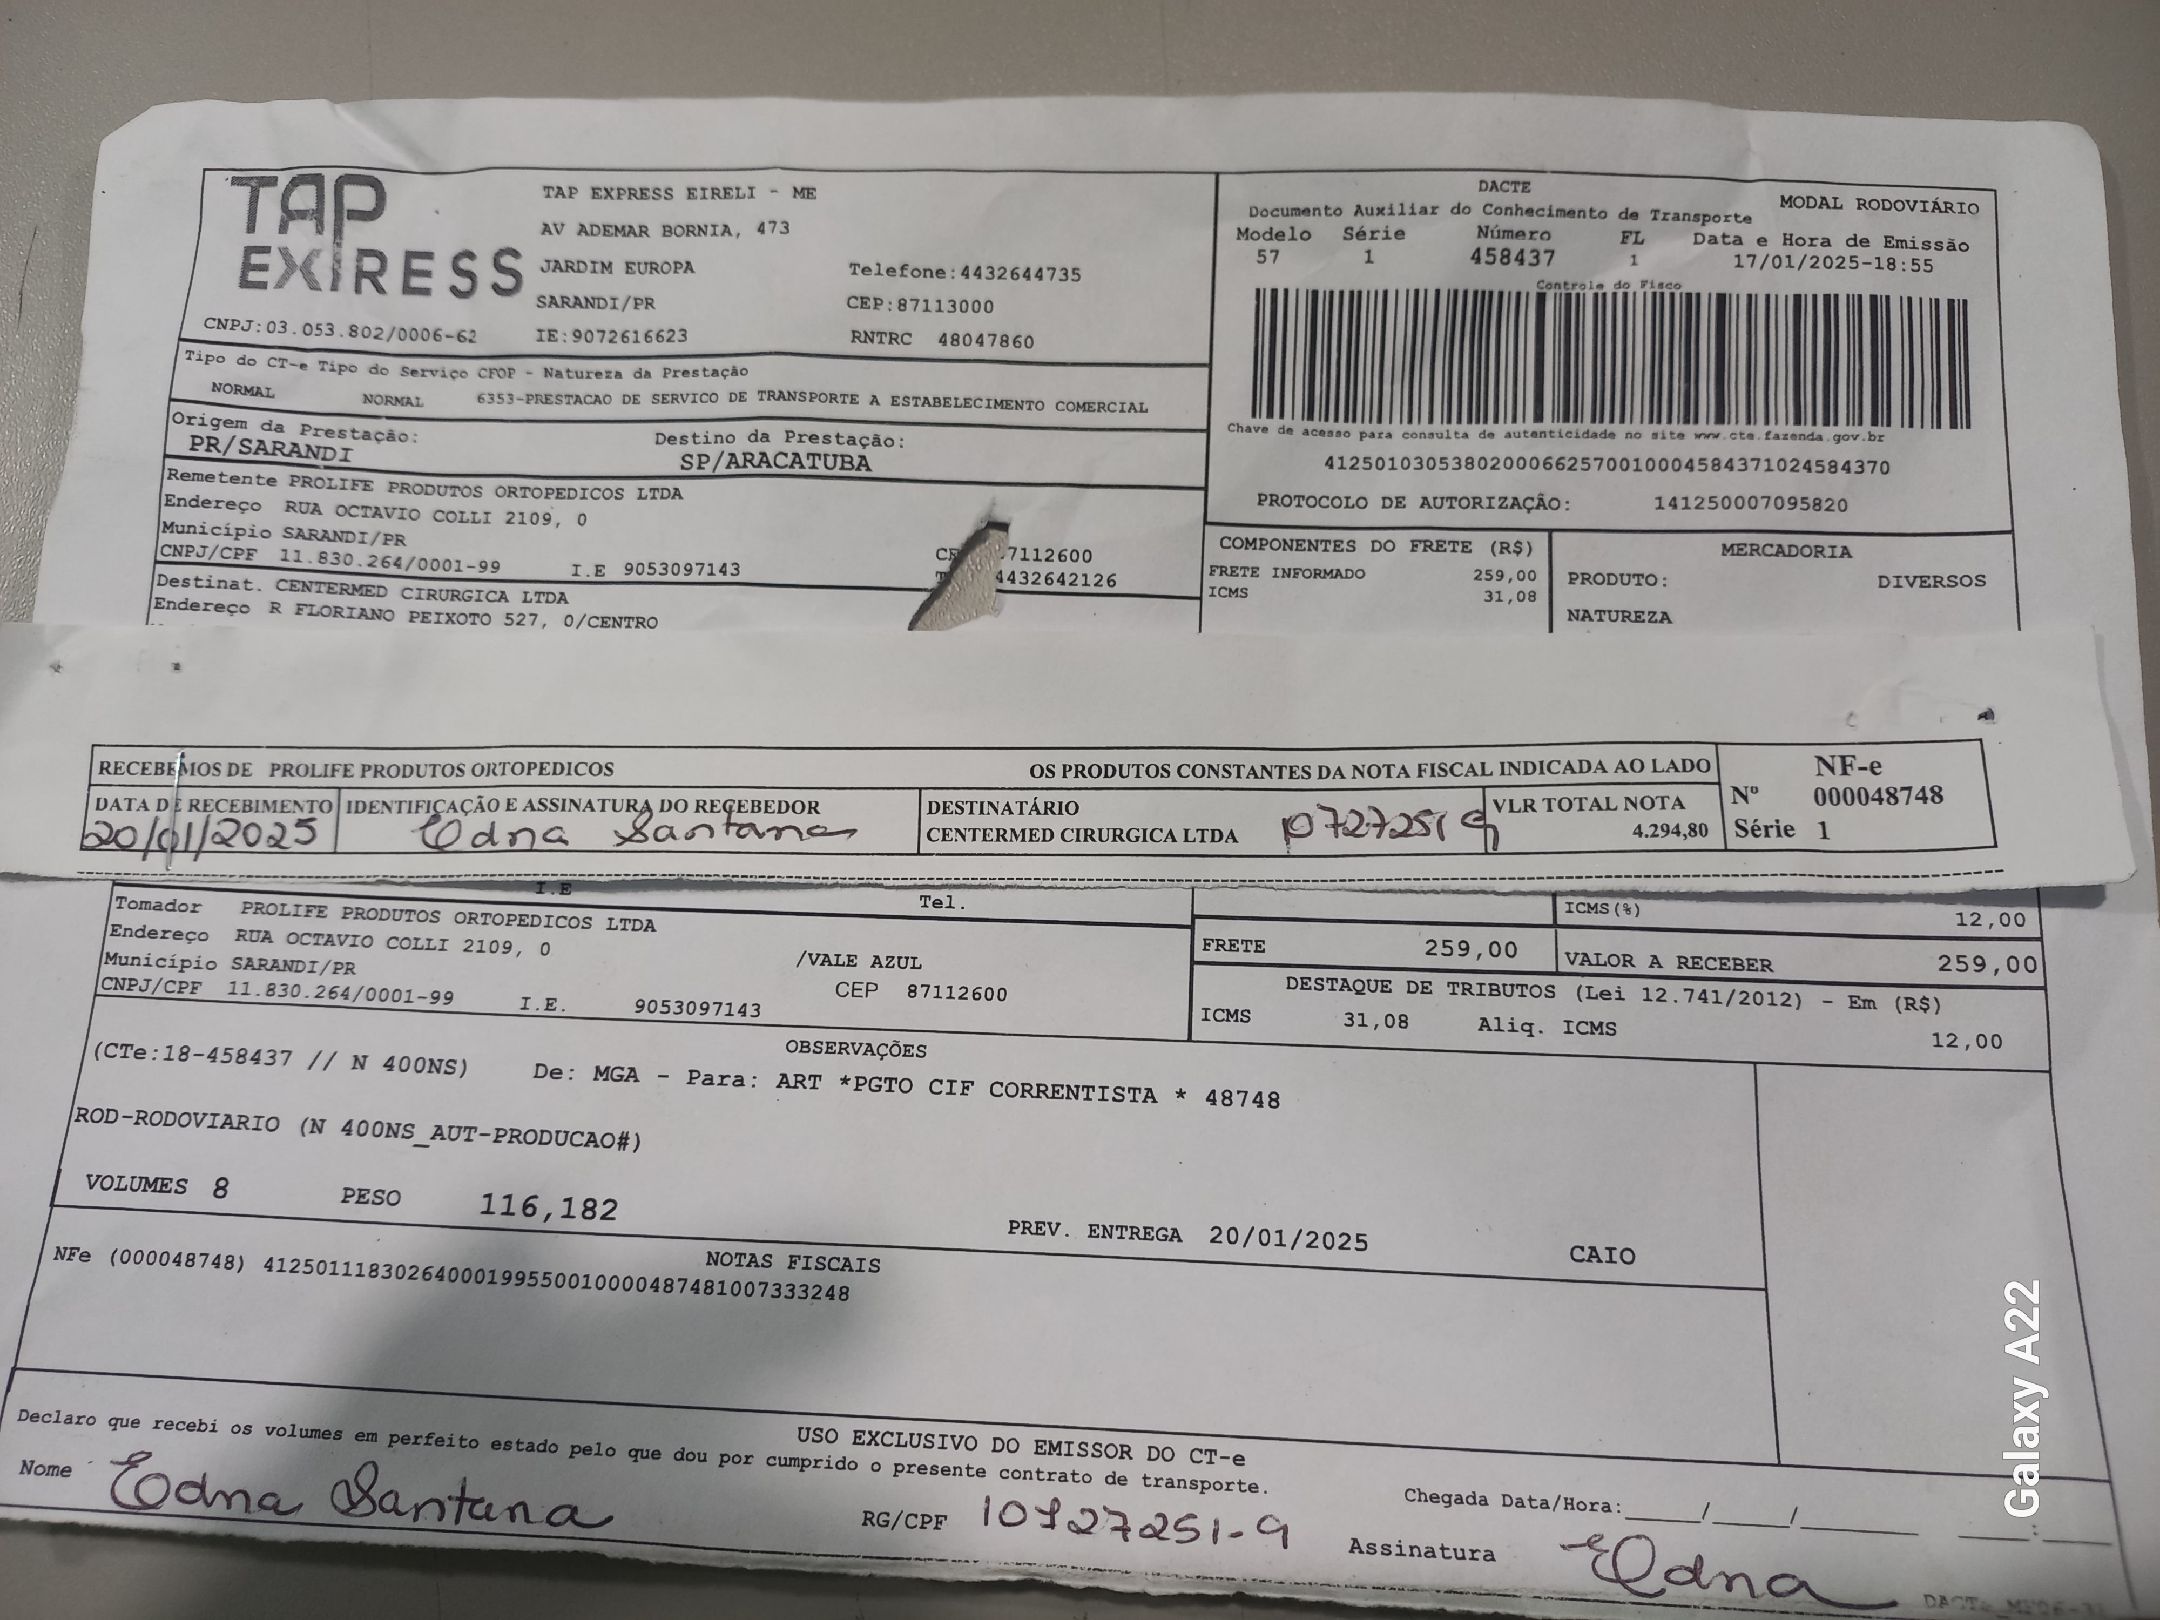 TAP EXPRESS
TAP EXPRESS EIRELI - ME
AV ADEMAR BORNIA, 473
JARDIM EUROPA Telefone:4432644735
SARANDI/PR CEP:87113000
CNPJ:03.053.802/0006-62 IE:9072616623 RNTRC 48047860
DACTE
MODAL RODOVIÁRIO
Documento Auxiliar do Conhecimento de Transporte
Modelo Série Número FL Data e Hora de Emissão
57 1 458437 1 17/01/2025-18:55
Controle do Fisco
Chave de acesso para consulta de autenticidade no site www.cte.fazenda.gov.br
41250103053802000662570010004584371024584370
PROTOCOLO DE AUTORIZAÇÃO: 141250007095820
Tipo do CT-e Tipo do Serviço CFOP - Natureza da Prestação
NORMAL NORMAL 6353-PRESTACAO DE SERVICO DE TRANSPORTE A ESTABELECIMENTO COMERCIAL
Origem da Prestação: Destino da Prestação:
PR/SARANDI SP/ARACATUBA
Remetente PROLIFE PRODUTOS ORTOPEDICOS LTDA
Endereço RUA OCTAVIO COLLI 2109, 0
Município SARANDI/PR 7112600
CNPJ/CPF 11.830.264/0001-99 I.E 9053097143 4432642126
Destinat. CENTERMED CIRURGICA LTDA
Endereço R FLORIANO PEIXOTO 527, 0/CENTRO
COMPONENTES DO FRETE (R$)
FRETE INFORMADO 259,00
ICMS 31,08
MERCADORIA
PRODUTO: DIVERSOS
NATUREZA
RECEBEMOS DE PROLIFE PRODUTOS ORTOPEDICOS OS PRODUTOS CONSTANTES DA NOTA FISCAL INDICADA AO LADO
NF-e
Nº 000048748
Série 1
DATA DE RECEBIMENTO IDENTIFICAÇÃO E ASSINATURA DO RECEBEDOR DESTINATÁRIO VLR TOTAL NOTA
20/01/2025 Edna Santana CENTERMED CIRURGICA LTDA 4.294,80
I.E Tel.
Tomador PROLIFE PRODUTOS ORTOPEDICOS LTDA
Endereço RUA OCTAVIO COLLI 2109, 0 /VALE AZUL
Município SARANDI/PR CEP 87112600
CNPJ/CPF 11.830.264/0001-99 I.E. 9053097143
ICMS(%) 12,00
FRETE 259,00 VALOR A RECEBER 259,00
DESTAQUE DE TRIBUTOS (Lei 12.741/2012) - Em (R$)
ICMS 31,08 Aliq. ICMS 12,00
OBSERVAÇÕES
(CTe:18-458437 // N 400NS) De: MGA - Para: ART *PGTO CIF CORRENTISTA * 48748
ROD-RODOVIARIO (N 400NS_AUT-PRODUCAO#)
VOLUMES 8 PESO 116,182 PREV. ENTREGA 20/01/2025 CAIO
NOTAS FISCAIS
NFe (000048748) 41250111830264000199550010000487481007333248
USO EXCLUSIVO DO EMISSOR DO CT-e
Declaro que recebi os volumes em perfeito estado pelo que dou por cumprido o presente contrato de transporte.
Nome Edna Santana RG/CPF Chegada Data/Hora:____/____/______ ____:____
Assinatura Edna
Galaxy A22